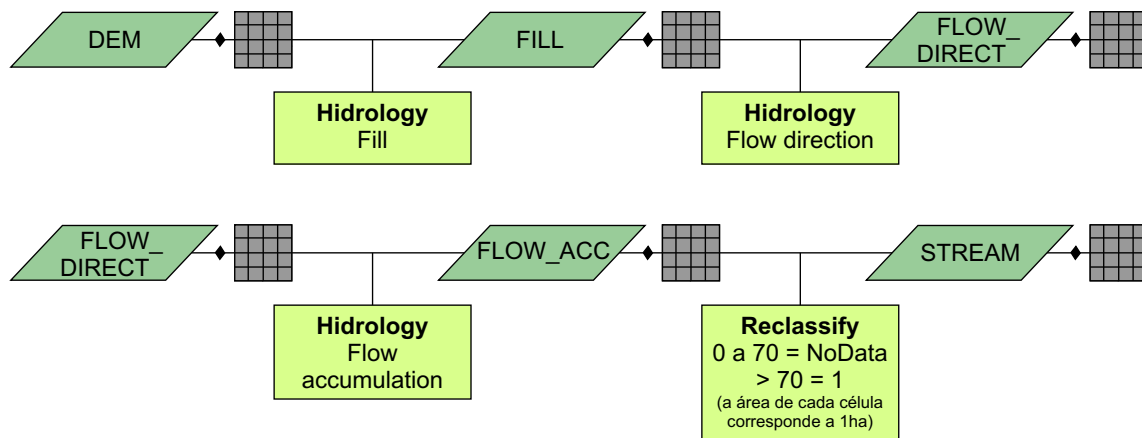 DEM
FILL
FLOW_
DIRECT
Hidrology
Fill
Hidrology
Flow direction
FLOW_
DIRECT
FLOW_ACC
STREAM
Hidrology
Flow
accumulation
Reclassify
0 a 70 = NoData
> 70 = 1
(a área de cada célula
corresponde a 1ha)